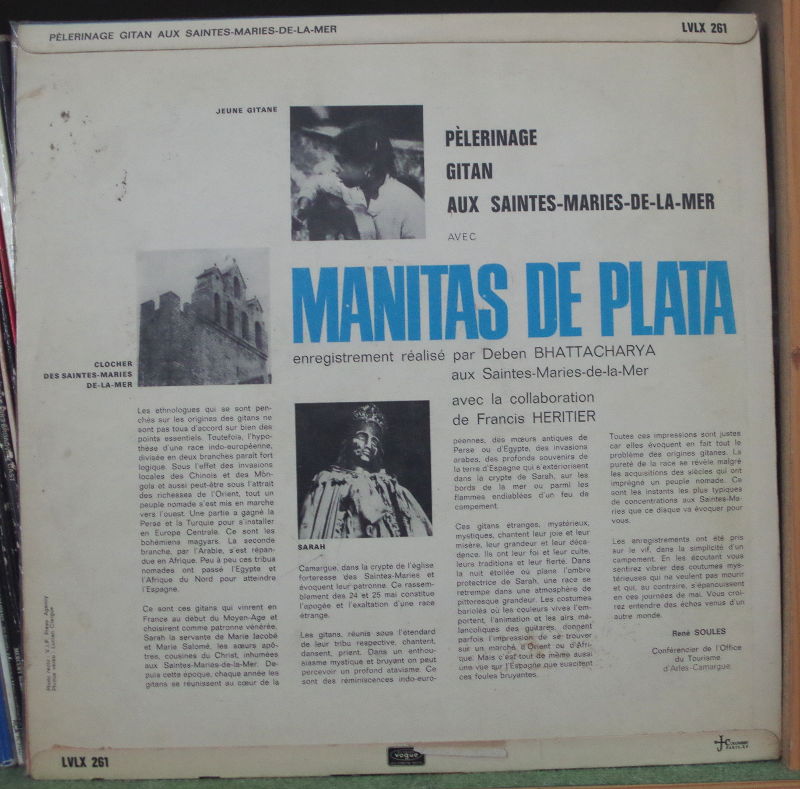 PÈLERINAGE GITAN AUX SAINTES-MARIES-DE-LA-MER
LVLX 261
JEUNE GITANE
PÈLERINAGE
GITAN
AUX SAINTES-MARIES-DE-LA-MER
AVEC
MANITAS DE PLATA
enregistrement réalisé par Deben BHATTACHARYA
aux Saintes-Maries-de-la-Mer
avec la collaboration
de Francis HERITIER
CLOCHER
DES SAINTES-MARIES
DE-LA-MER
Les ethnologues qui se sont pen-
chés sur les origines des gitans ne
sont pas tous d'accord sur bien des
points essentiels. Toutefois, l'hypo-
thèse d'une race indo-européenne,
divisée en deux branches paraît fort
logique. Sous l'effet des invasions
locales des Chinois et des Mon-
gols et aussi peut-être sous l'attrait
des richesses de l'Orient, tout un
peuple nomade s'est mis en marche
vers l'ouest. Une partie a gagné la
Perse et la Turquie pour s'installer
en Europe Centrale. Ce sont les
bohémiens magyars. La seconde
branche, par l'Arabie, s'est répan-
due en Afrique. Peu à peu ces tribus
nomades ont passé l'Egypte et
l'Afrique du Nord pour atteindre
l'Espagne.
Ce sont ces gitans qui vinrent en
France au début du Moyen-Age et
choisirent comme patronne vénérée,
Sarah la servante de Marie Jacobé
et Marie Salomé, les sœurs apô-
tres, cousines du Christ, inhumées
aux Saintes-Maries-de-la-Mer. De-
puis cette époque, chaque année les
gitans se réunissent au cœur de la
SARAH
Camargue, dans la crypte de l'église
forteresse des Saintes-Maries et
évoquent leur patronne. Ce rassem-
blement des 24 et 25 mai constitue
l'apogée et l'exaltation d'une race
étrange.
Les gitans, réunis sous l'étendard
de leur tribu respective, chantent,
dansent, prient. Dans un enthou-
siasme mystique et bruyant on peut
percevoir un profond atavisme. Ce
sont des réminiscences indo-euro-
péennes, des mœurs antiques de
Perse ou d'Egypte, des invasions
arabes, des profonds souvenirs de
la terre d'Espagne qui s'extériorisent
dans la crypte de Sarah, sur les
bords de la mer ou parmi les
flammes endiablées d'un feu de
campement.
Ces gitans étranges, mystérieux,
mystiques, chantent leur joie et leur
misère, leur grandeur et leur déca-
dence. Ils ont leur foi et leur culte,
leurs traditions et leur fierté. Dans
la nuit étoilée où plane l'ombre
protectrice de Sarah, une race se
retrempe dans une atmosphère de
pittoresque grandeur. Les costumes
bariolés où les couleurs vives l'em-
portent, l'animation et les airs mé-
lancoliques des guitares, donnent
parfois l'impression de se trouver
sur un marché d'Orient ou d'Afri-
que. Mais c'est tout de même aussi
une vue sur l'Espagne que suscitent
ces foules bruyantes.
Toutes ces impressions sont justes
car elles évoquent en fait tout le
problème des origines gitanes. La
pureté de la race se révèle malgré
les acquisitions des siècles qui ont
imprégné un peuple nomade. Ce
sont les instants les plus typiques
de concentrations aux Saintes-Ma-
ries que ce disque va évoquer pour
vous.
Les enregistrements ont été pris
sur le vif, dans la simplicité d'un
campement. En les écoutant vous
sentirez vibrer des coutumes mys-
térieuses qui ne veulent pas mourir
et qui, au contraire, s'épanouissent
en ces journées de mai. Vous croi-
rez entendre des échos venus d'un
autre monde.
René SOULES
Conférencier de l'Office
du Tourisme
d'Arles-Camargue.
LVLX 261
vogue